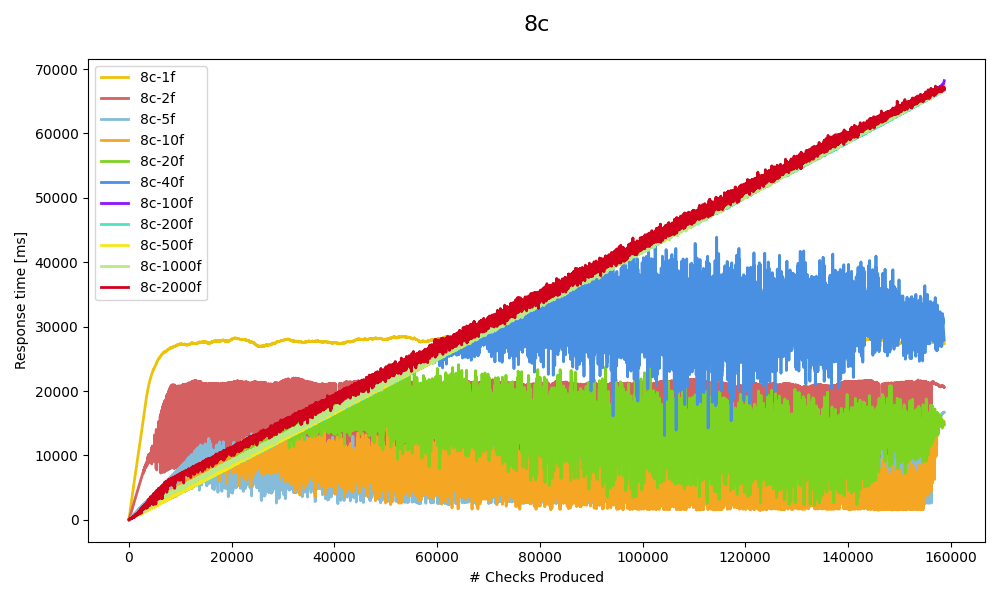 8c
70000
60000
50000
40000
30000
20000
10000
0
Response time [ms]
8c-1f
8c-2f
8c-5f
8c-10f
8c-20f
8c-40f
8c-100f
8c-200f
8c-500f
8c-1000f
8c-2000f
0 20000 40000 60000 80000 100000 120000 140000 160000
# Checks Produced